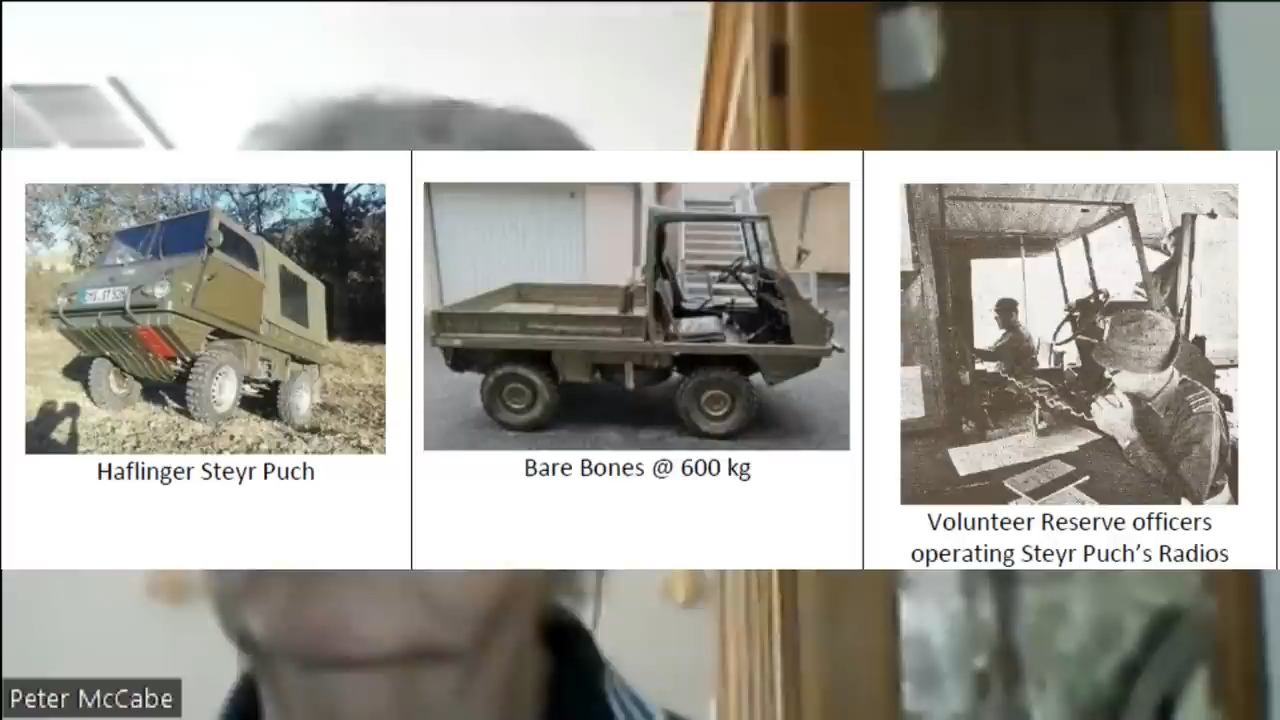 Haflinger Steyr Puch
Bare Bones @ 600 kg
Volunteer Reserve officers
operating Steyr Puch's Radios
Peter McCabe